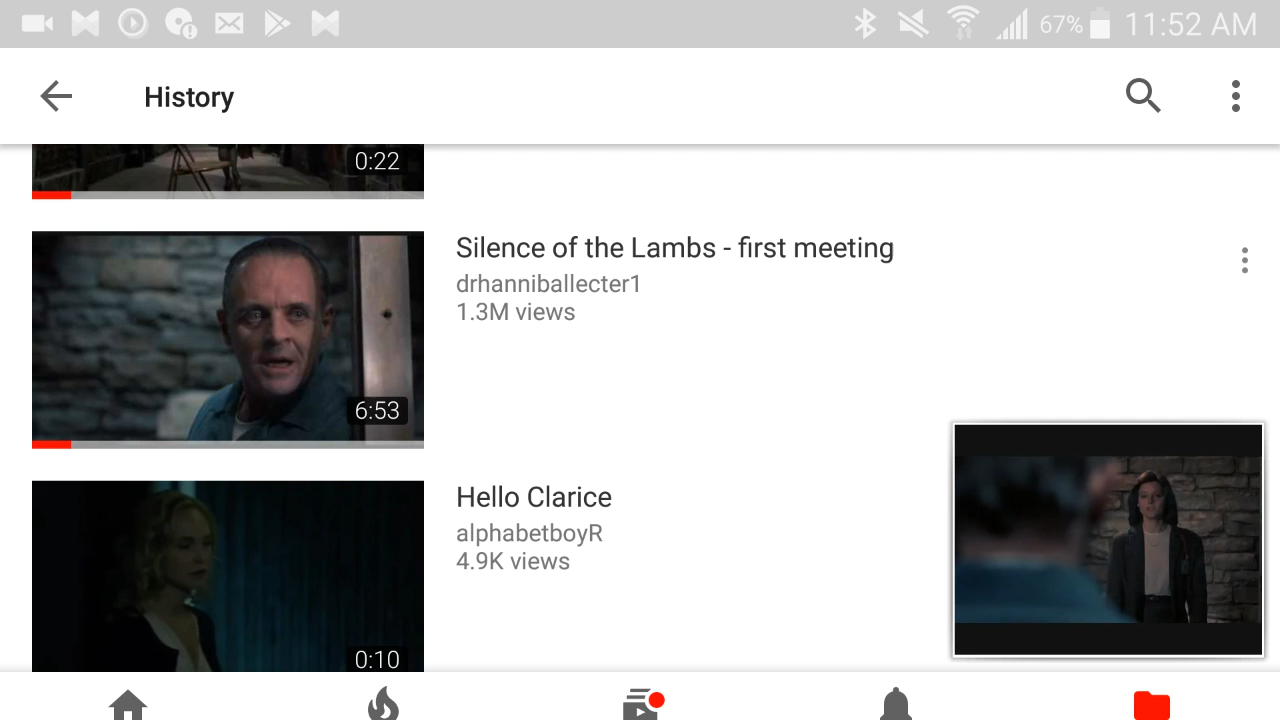 67% 11:52 AM
History
0:22
Silence of the Lambs - first meeting
drhanniballecter1
1.3M views
6:53
Hello Clarice
alphabetboyR
4.9K views
0:10